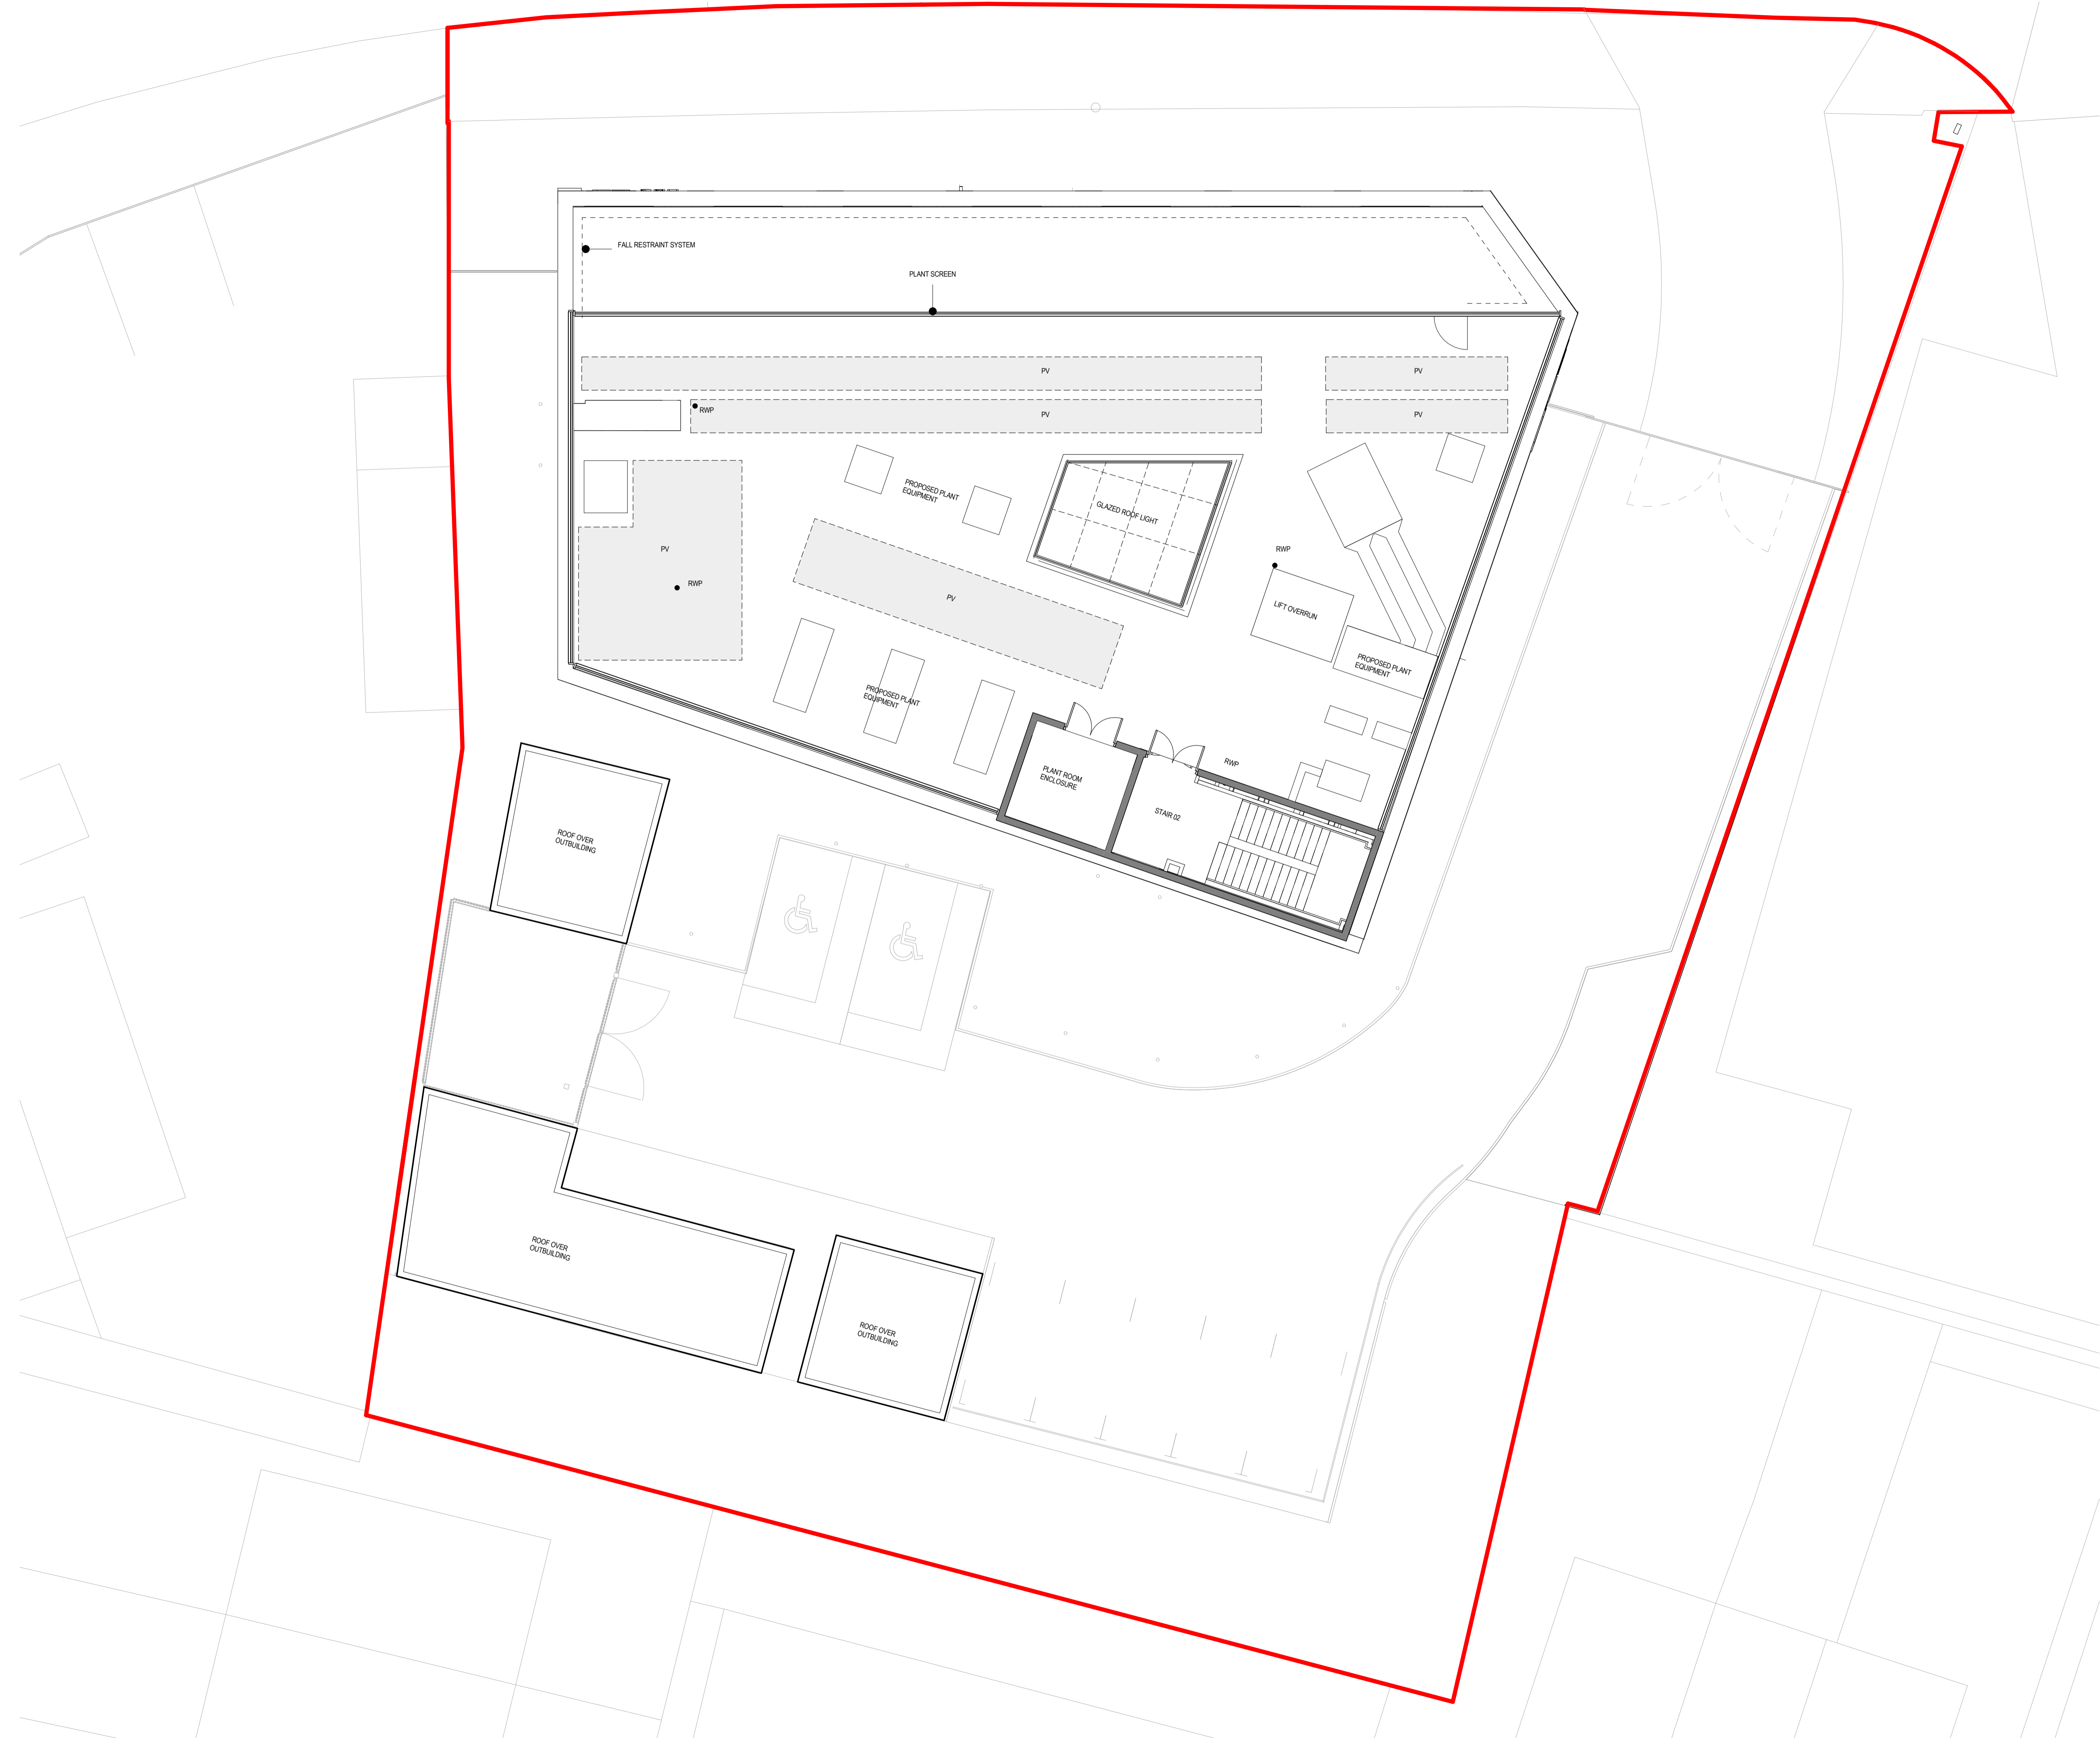 FALL RESTRAINT SYSTEM
PLANT SCREEN
PV
PV
RWP
PV
PV
PROPOSED PLANT
EQUIPMENT
GLAZED ROOF LIGHT
PV
RWP
RWP
PV
LIFT OVERRUN
PROPOSED PLANT
EQUIPMENT
PROPOSED PLANT
EQUIPMENT
PLANT ROOM
ENCLOSURE
RWP
STAIR 02
ROOF OVER
OUTBUILDING
ROOF OVER
OUTBUILDING
ROOF OVER
OUTBUILDING